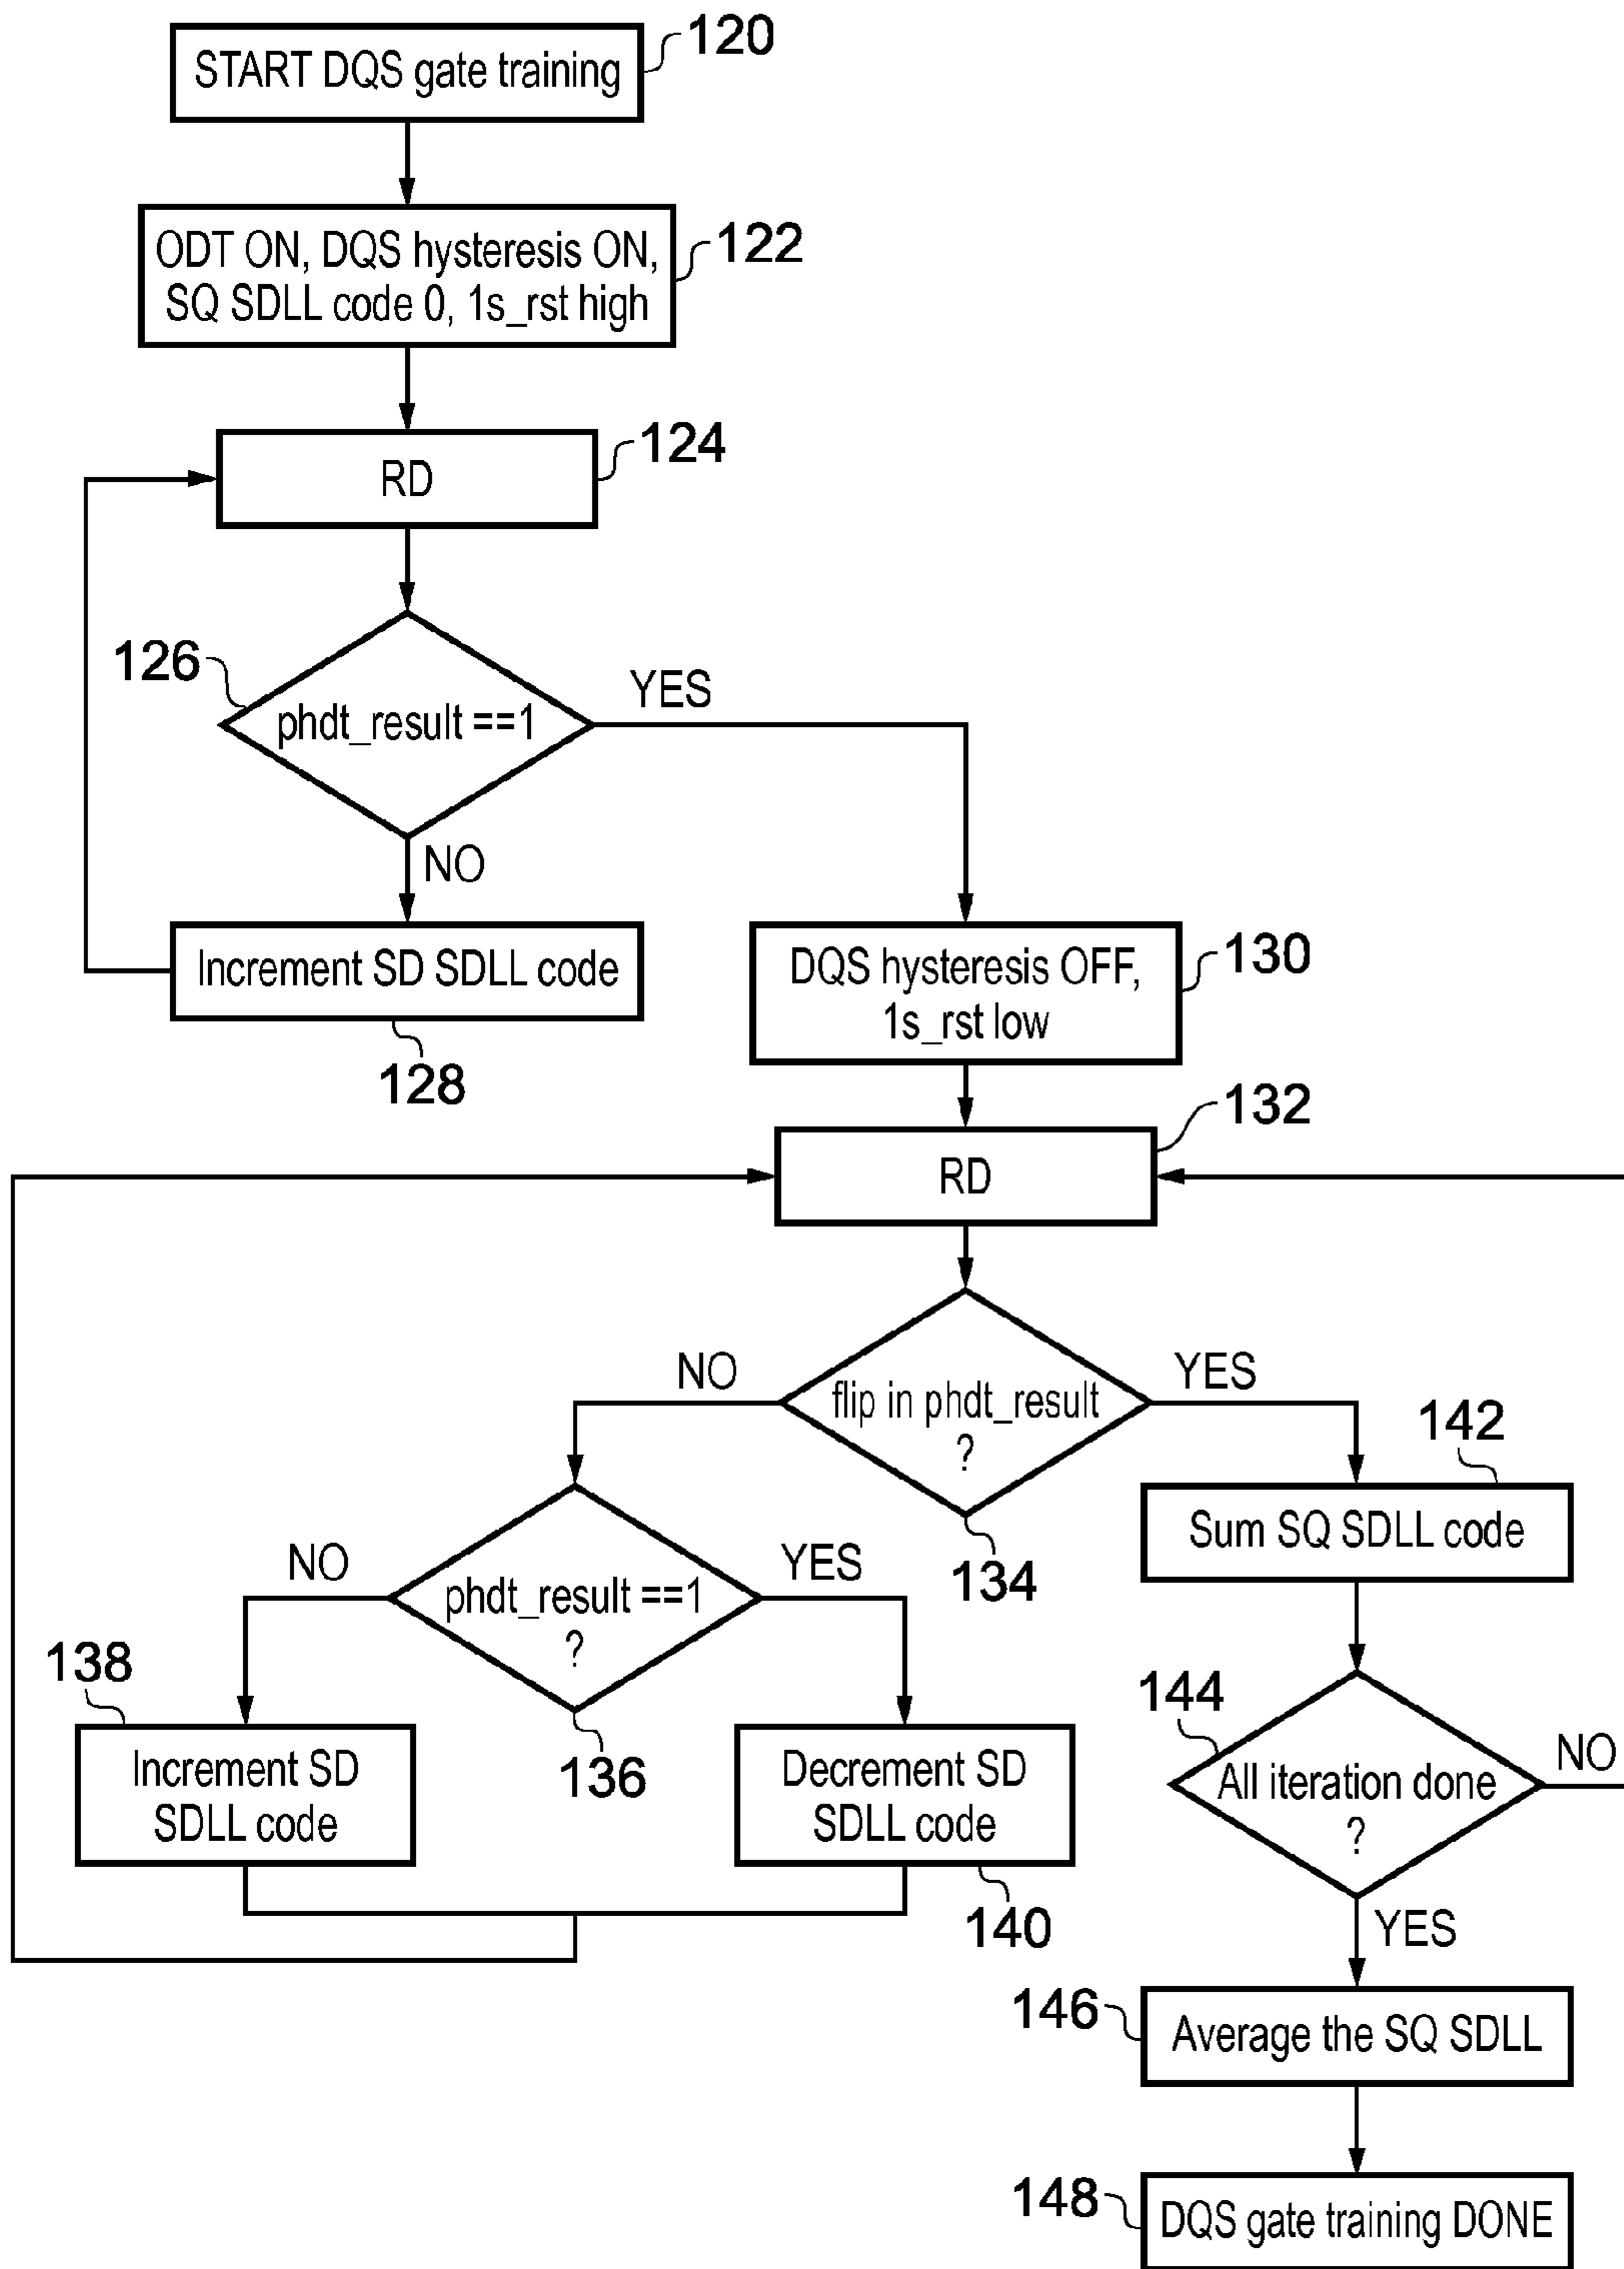 START DQS gate training
120
ODT ON, DQS hysteresis ON,
SQ SDLL code 0, 1s_rst high
122
RD
124
126
phdt_result ==1
YES
NO
Increment SD SDLL code
128
DQS hysteresis OFF,
1s_rst low
130
RD
132
flip in phdt_result
?
NO
YES
134
Sum SQ SDLL code
142
phdt_result ==1
?
NO
YES
136
138
Increment SD
SDLL code
Decrement SD
SDLL code
140
144
All iteration done
?
NO
YES
146
Average the SQ SDLL
148
DQS gate training DONE